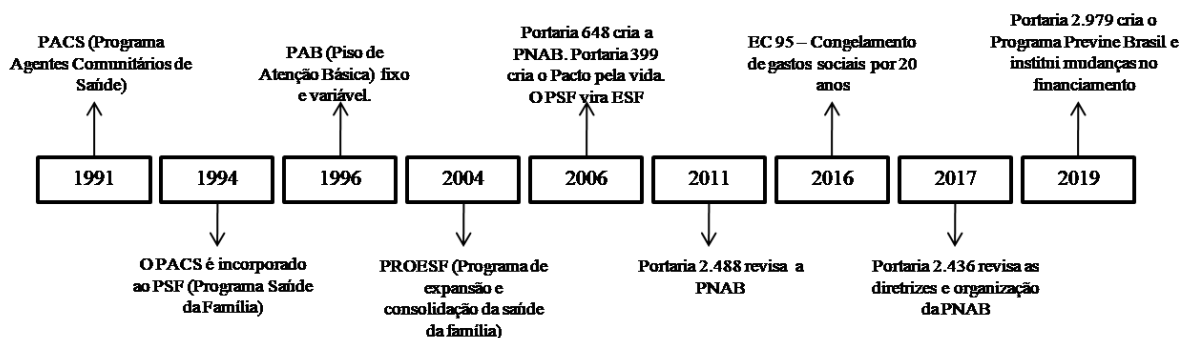 PACS (Programa
Agentes Comunitários de
Saúde)
PAB (Piso de
Atenção Básica) fixo
e variável.
Portaria 648 cria a
PNAB. Portaria 399
cria o Pacto pela vida.
O PSF vira ESF
EC 95 – Congelamento
de gastos sociais por 20
anos
Portaria 2.979 cria o
Programa Previne Brasil e
institui mudanças no
financiamento
1991
1994
1996
2004
2006
2011
2016
2017
2019
O PACS é incorporado
ao PSF (Programa Saúde
da Família)
PROESF (Programa de
expansão e
consolidação da saúde
da família)
Portaria 2.488 revisa a
PNAB
Portaria 2.436 revisa as
diretrizes e organização
da PNAB